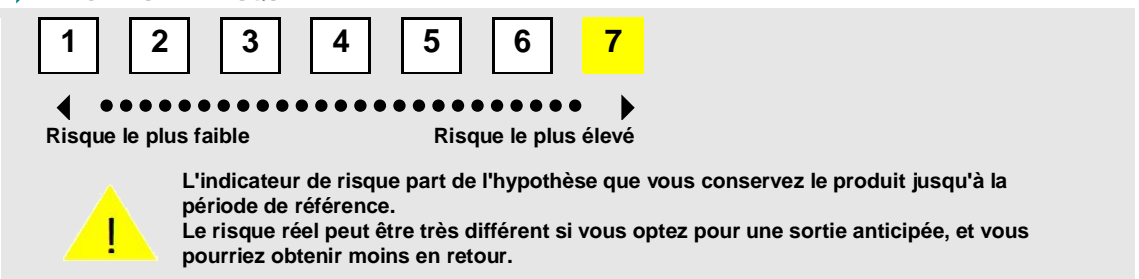 1 2 3 4 5 6 7
Risque le plus faible Risque le plus élevé
L'indicateur de risque part de l'hypothèse que vous conservez le produit jusqu'à la
période de référence.
Le risque réel peut être très différent si vous optez pour une sortie anticipée, et vous
pourriez obtenir moins en retour.
!